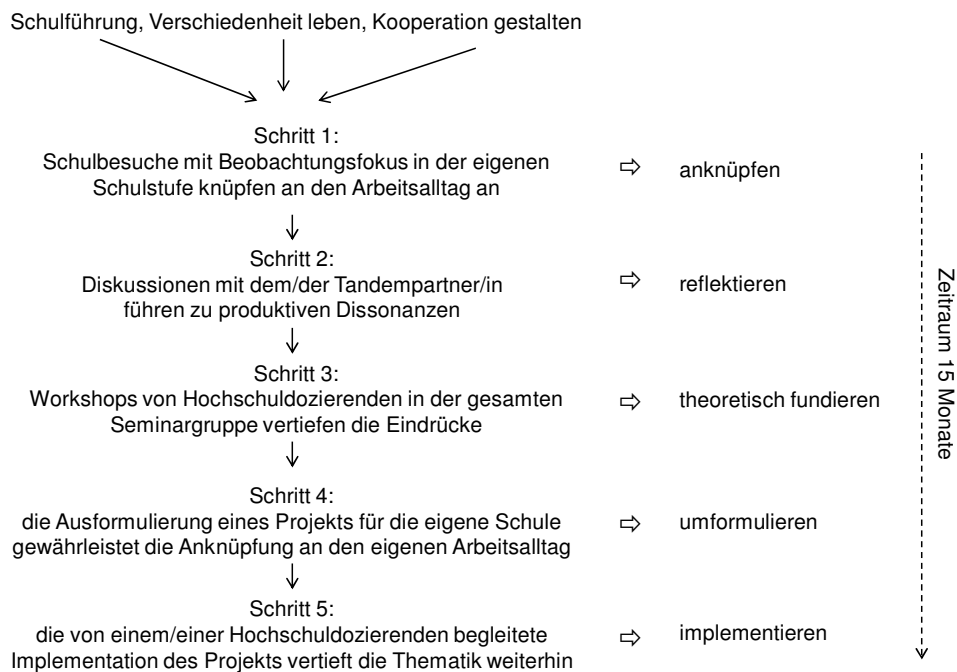 Schulführung, Verschiedenheit leben, Kooperation gestalten
Schritt 1:
Schulbesuche mit Beobachtungsfokus in der eigenen
Schulstufe knüpfen an den Arbeitsalltag an
anknüpfen
Schritt 2:
Diskussionen mit dem/der Tandempartner/in
führen zu produktiven Dissonanzen
reflektieren
Schritt 3:
Workshops von Hochschuldozierenden in der gesamten
Seminargruppe vertiefen die Eindrücke
theoretisch fundieren
Schritt 4:
die Ausformulierung eines Projekts für die eigene Schule
gewährleistet die Anknüpfung an den eigenen Arbeitsalltag
umformulieren
Schritt 5:
die von einem/einer Hochschuldozierenden begleitete
Implementation des Projekts vertieft die Thematik weiterhin
implementieren
Zeitraum 15 Monate